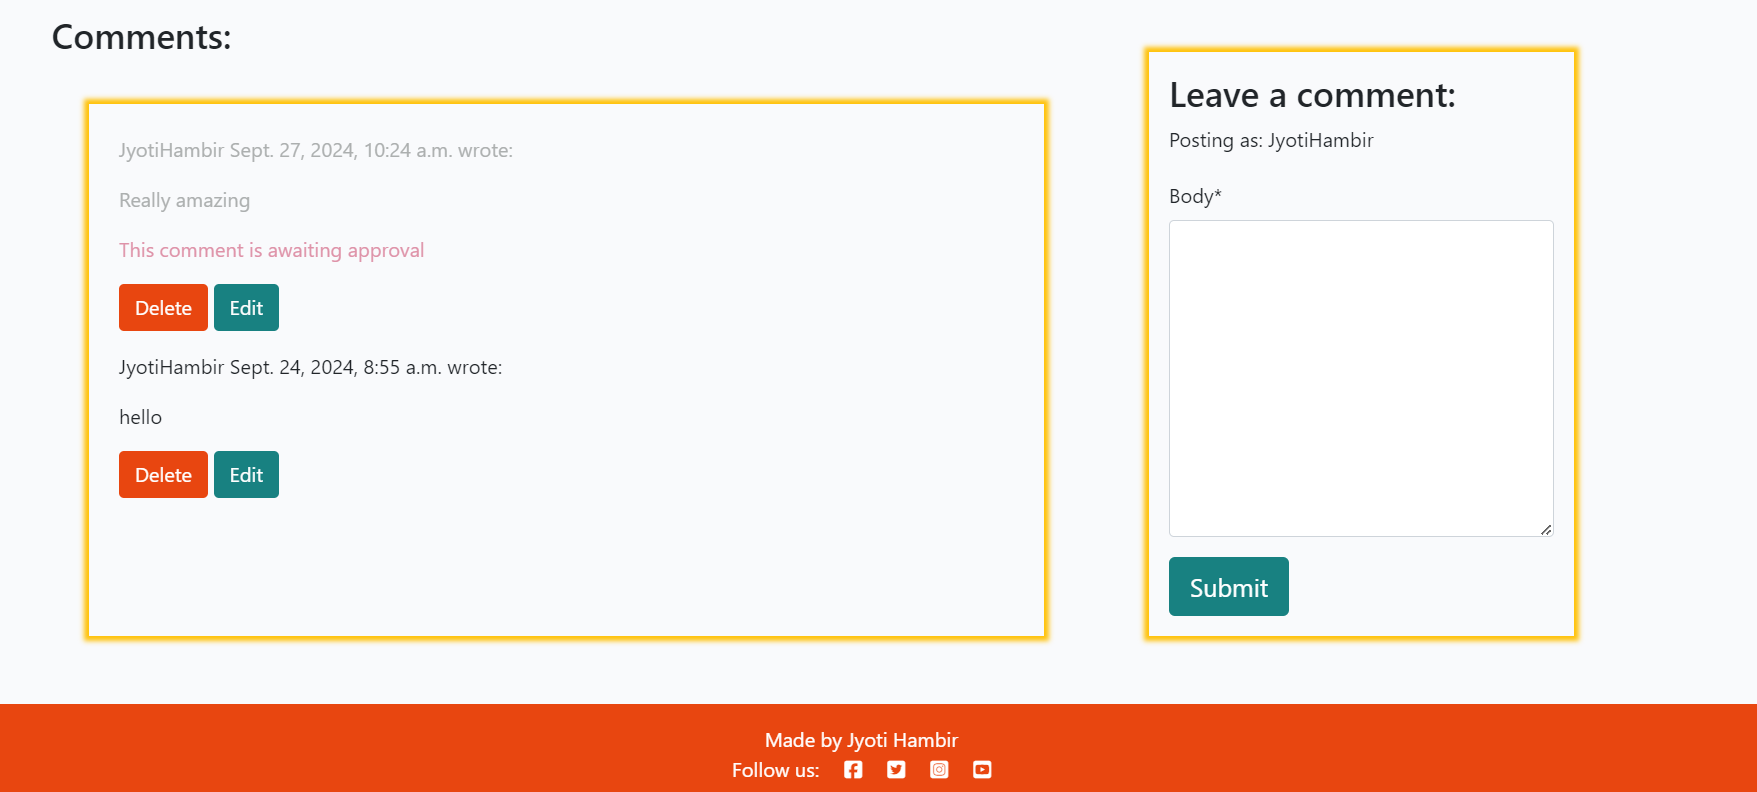 Comments:
JyotiHambir Sept. 27, 2024, 10:24 a.m. wrote:
Really amazing
This comment is awaiting approval
Delete Edit
JyotiHambir Sept. 24, 2024, 8:55 a.m. wrote:
hello
Delete Edit
Leave a comment:
Posting as: JyotiHambir
Body*
Submit
Made by Jyoti Hambir
Follow us: